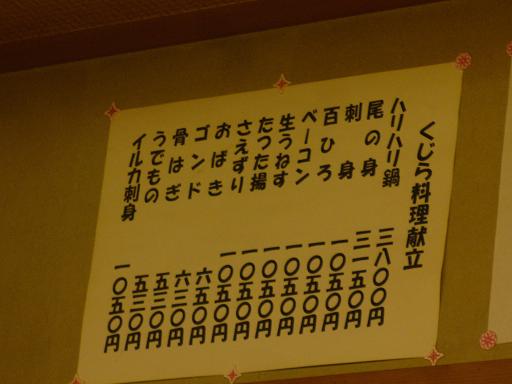 くじら料理献立
ハリハリ鍋 三八〇〇円
尾の身 三一五〇円
刺身 一〇五〇円
百ひろ 一〇五〇円
ベーコン 一〇五〇円
生うねす 一〇五〇円
たつた揚 一〇五〇円
さえずり 一〇五〇円
おばき 六五〇円
ゴンド 六三〇円
骨はぎ 五三〇円
うでもの 五三〇円
イルカ刺身 一〇五〇円